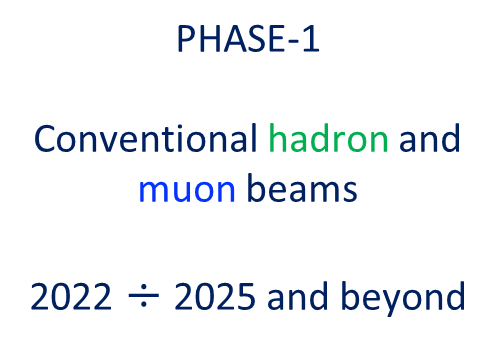 PHASE-1
Conventional hadron and
muon beams
2022 ÷ 2025 and beyond